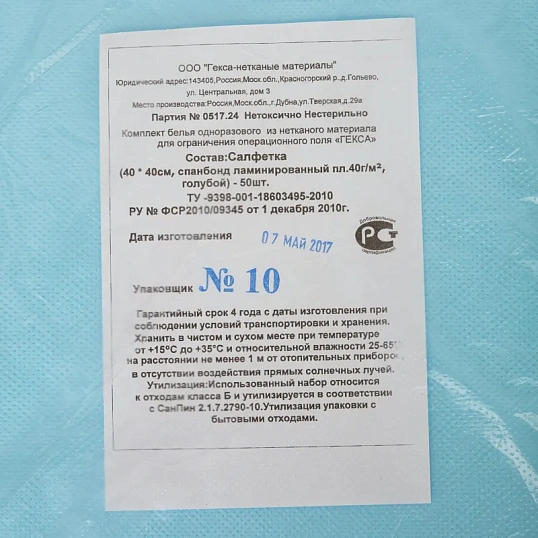 ООО "Гекса-нетканые материалы"
Юридический адрес:143405,Россия,Моск.обл.,Красногорский р.,д.Гольево,
ул. Центральная, дом 3
Место производства:Россия,Моск.обл.,г.Дубна,ул.Тверская,д.29а
Партия № 0517.24 Нетоксично Нестерильно
Комплект белья одноразового из нетканого материала
для ограничения операционного поля «ГЕКСА»
Состав:Салфетка
(40 * 40см, спанбонд ламинированный пл.40г/м²,
голубой) - 50шт.
ТУ -9398-001-18603495-2010
РУ № ФСР2010/09345 от 1 декабря 2010г.
Добровольная
Дата изготовления 07 МАЙ 2017
РСТ
сертификация
Упаковщик № 10
Гарантийный срок 4 года с даты изготовления при
соблюдении условий транспортировки и хранения.
Хранить в чистом и сухом месте при температуре
от +15°С до +35°С и относительной влажности 25-65%
на расстоянии не менее 1 м от отопительных приборов,
в отсутствии воздействия прямых солнечных лучей.
Утилизация:Использованный набор относится
к отходам класса Б и утилизируется в соответствии
с СанПин 2.1.7.2790-10.Утилизация упаковки с
бытовыми отходами.